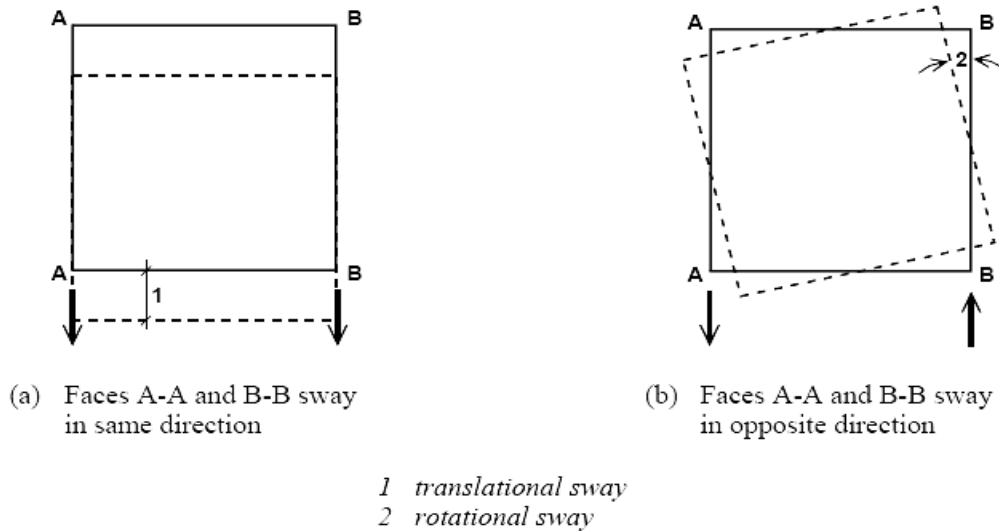 A B
A B
1
(a) Faces A-A and B-B sway
in same direction
A B
2
A B
(b) Faces A-A and B-B sway
in opposite direction
1 translational sway
2 rotational sway